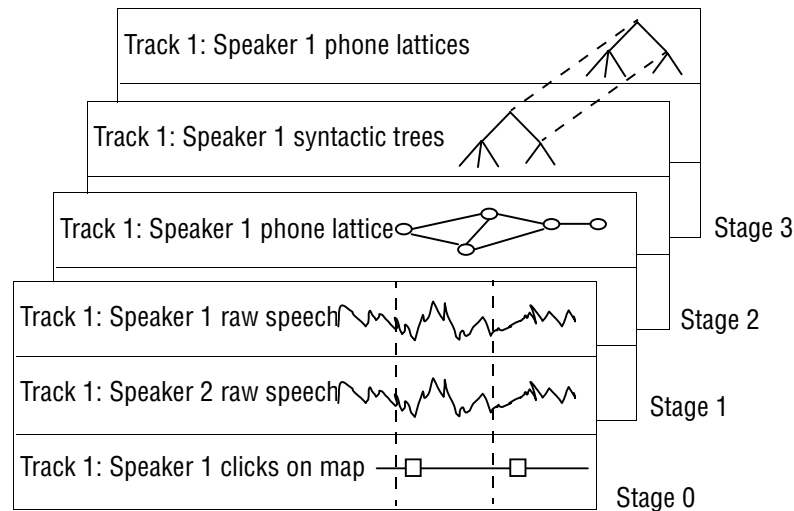 Track 1: Speaker 1 phone lattices
Track 1: Speaker 1 syntactic trees
Track 1: Speaker 1 phone lattice
Stage 3
Track 1: Speaker 1 raw speech
Stage 2
Track 1: Speaker 2 raw speech
Stage 1
Track 1: Speaker 1 clicks on map
Stage 0